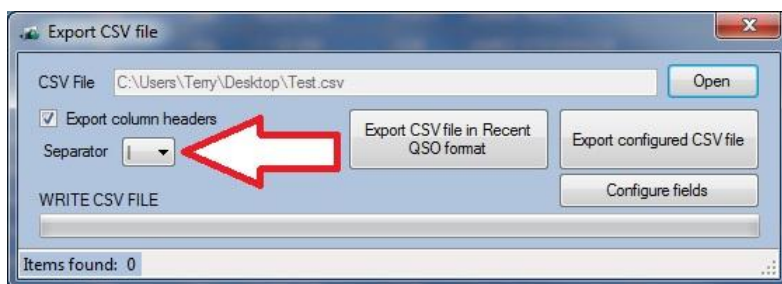 Export CSV file
CSV File C:\Users\Terry\Desktop\Test.csv Open
Export column headers
Separator |
Export CSV file in Recent
QSO format
Export configured CSV file
Configure fields
WRITE CSV FILE
Items found: 0